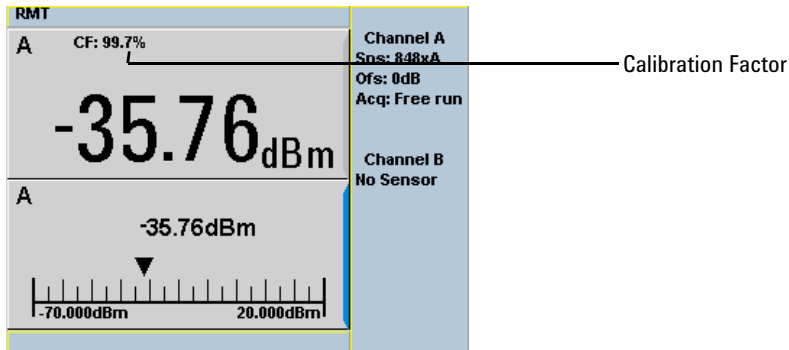 RMT
A
CF: 99.7%
-35.76dBm
A
-35.76dBm
-70.000dBm
20.000dBm
Channel A
Sns: 848xA
Ofs: 0dB
Acq: Free run
Channel B
No Sensor
Calibration Factor